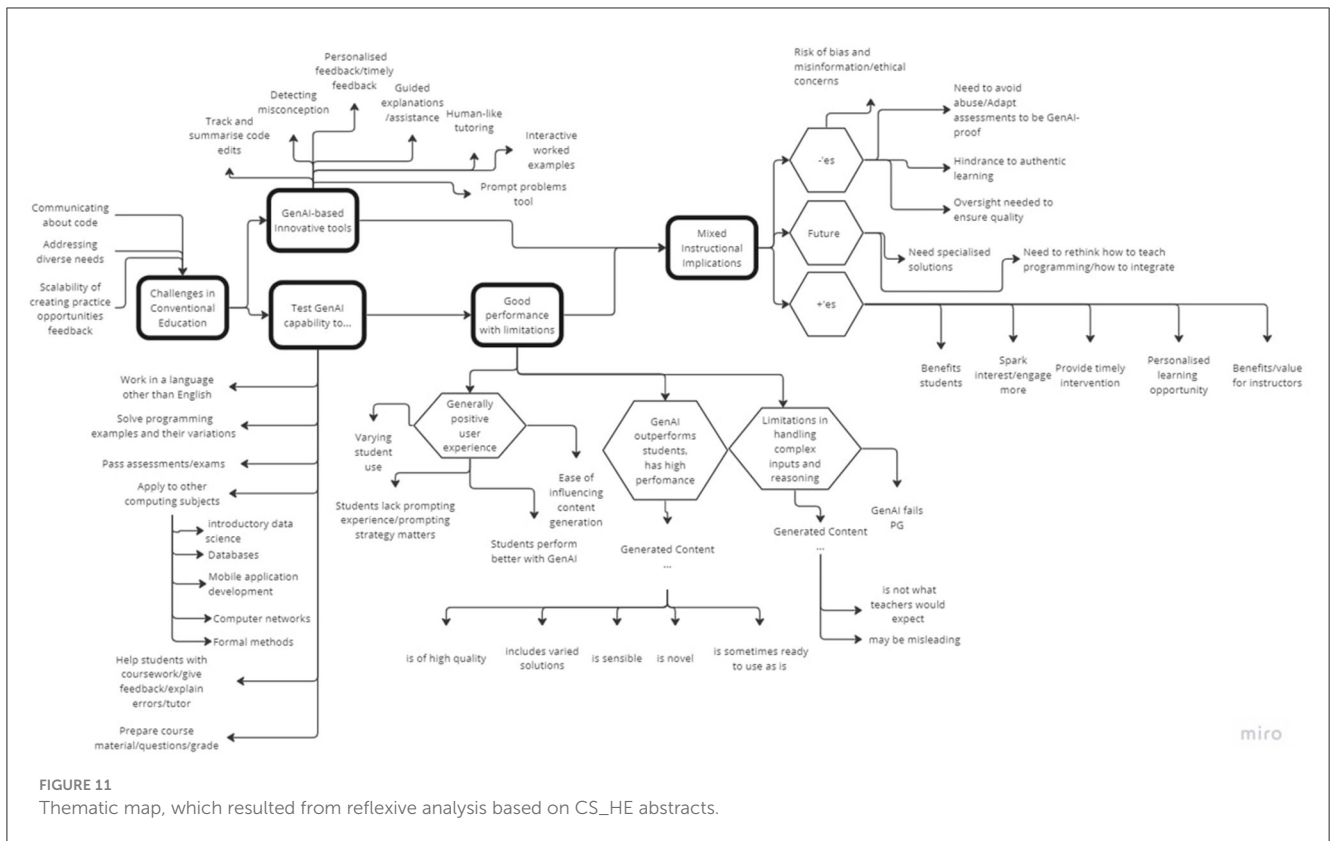 Personalised
feedback/timely
feedback
Detecting
misconception
Guided
explanations
/assistance
Human-like
tutoring
Track and
summarise code
edits
Interactive
worked
examples
Prompt problems
tool
GenAI-based
innovative tools
Communicating
about code
Addressing
diverse needs
Scalability of
creating practice
opportunities
feedback
Challenges in
Conventional
Education
Test GenAI
capability to...
Good
performance
with limitations
Mixed
Instructional
Implications
Risk of bias and
misinformation/ethical
concerns
Need to avoid
abuse/Adapt
assessments to be GenAI-
proof
-'es
Hindrance to authentic
learning
Oversight needed to
ensure quality
Future
Need specialised
solutions
Need to rethink how to teach
programming/how to integrate
+'es
Benefits
students
Spark
interest/engage
more
Provide timely
intervention
Personalised
learning
opportunity
Benefits/value
for instructors
Work in a language
other than English
Solve programming
examples and their variations
Pass assessments/exams
Apply to other
computing subjects
introductory data
science
Databases
Mobile application
development
Computer networks
Formal methods
Help students with
coursework/give
feedback/explain
errors/tutor
Prepare course
material/questions/grade
Generally
positive
user
experience
Varying
student
use
Students lack prompting
experience/prompting
strategy matters
Students perform
better with GenAI
Ease of
influencing
content
generation
GenAI
outperforms
students,
has high
perfomance
Generated Content
...
is of high quality
includes varied
solutions
is sensible
is novel
is sometimes ready
to use as is
Limitations in
handling
complex
inputs and
reasoning
GenAI fails
PG
Generated Content
...
is not what
teachers would
expect
may be misleading
miro
FIGURE 11
Thematic map, which resulted from reflexive analysis based on CS_HE abstracts.